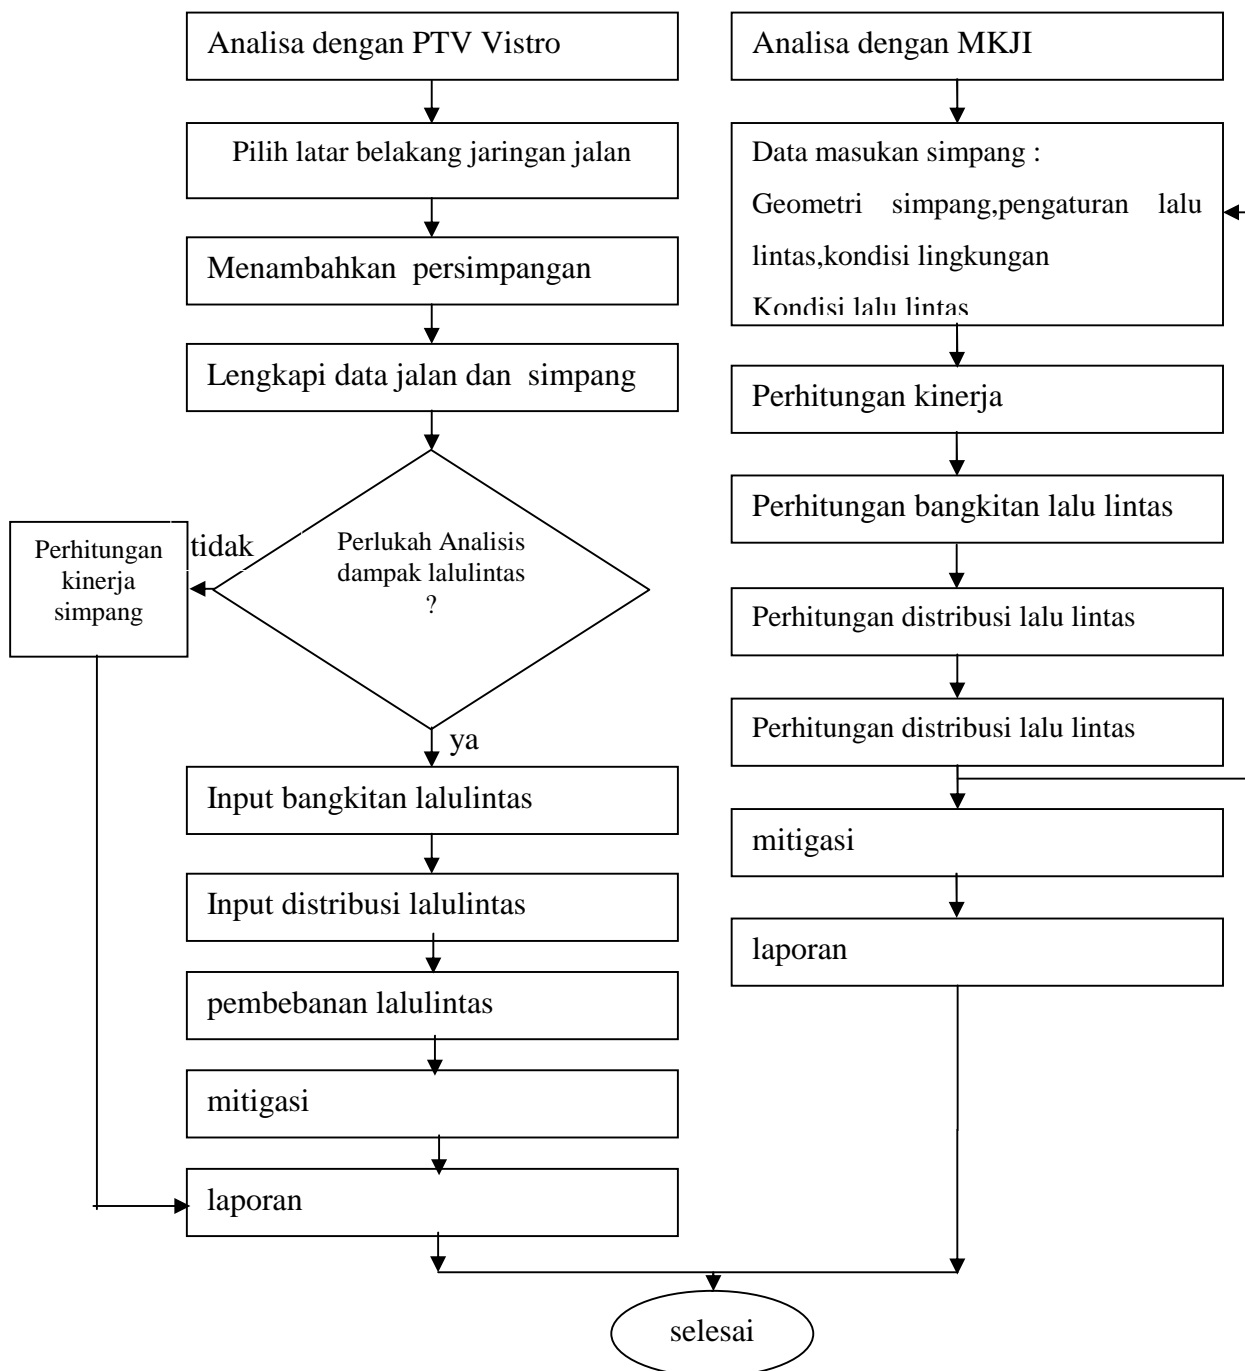 Analisa dengan PTV Vistro
Pilih latar belakang jaringan jalan
Menambahkan persimpangan
Lengkapi data jalan dan simpang
Perlukah Analisis
dampak lalulintas
?
tidak
Perhitungan
kinerja
simpang
ya
Input bangkitan lalulintas
Input distribusi lalulintas
pembebanan lalulintas
mitigasi
laporan
Analisa dengan MKJI
Data masukan simpang :
Geometri simpang,pengaturan lalu
lintas,kondisi lingkungan
Kondisi lalu lintas
Perhitungan kinerja
Perhitungan bangkitan lalu lintas
Perhitungan distribusi lalu lintas
Perhitungan distribusi lalu lintas
mitigasi
laporan
selesai